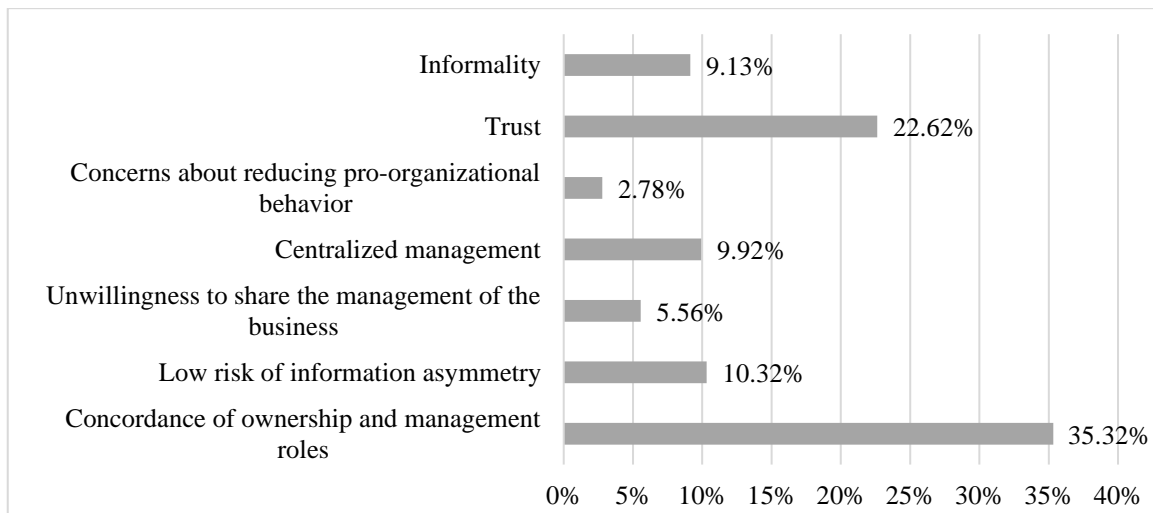 Informality
9.13%
Trust
22.62%
Concerns about reducing pro-organizational
behavior
2.78%
Centralized management
9.92%
Unwillingness to share the management of the
business
5.56%
Low risk of information asymmetry
10.32%
Concordance of ownership and management
roles
35.32%
0% 5% 10% 15% 20% 25% 30% 35% 40%